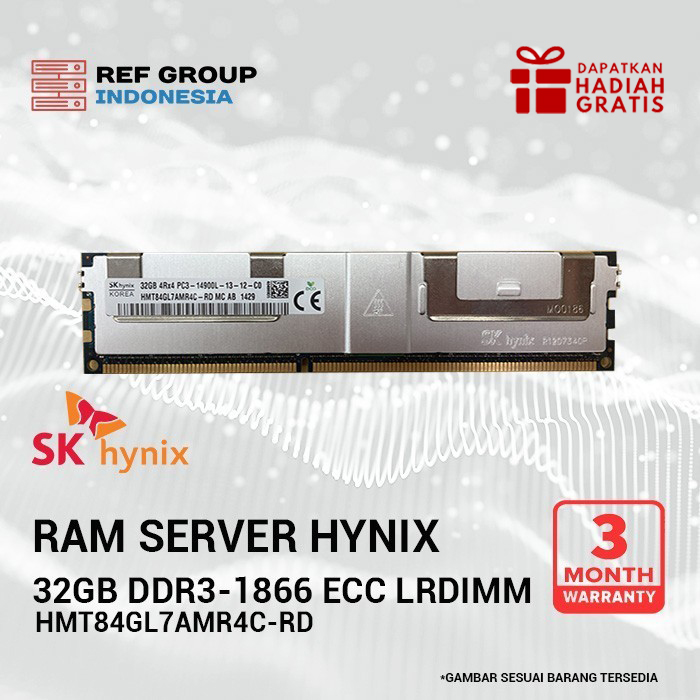 REF GROUP
INDONESIA
DAPATKAN
HADIAH
GRATIS
SK hynix
KOREA
32GB 4Rx4 PC3-14900L-13-12-C0
HMT84GL7AMR4C-RD MC AB 1429
CE
MO0186
SK hynix
SK hynix
RAM SERVER HYNIX
32GB DDR3-1866 ECC LRDIMM
HMT84GL7AMR4C-RD
3
MONTH
WARRANTY
*GAMBAR SESUAI BARANG TERSEDIA